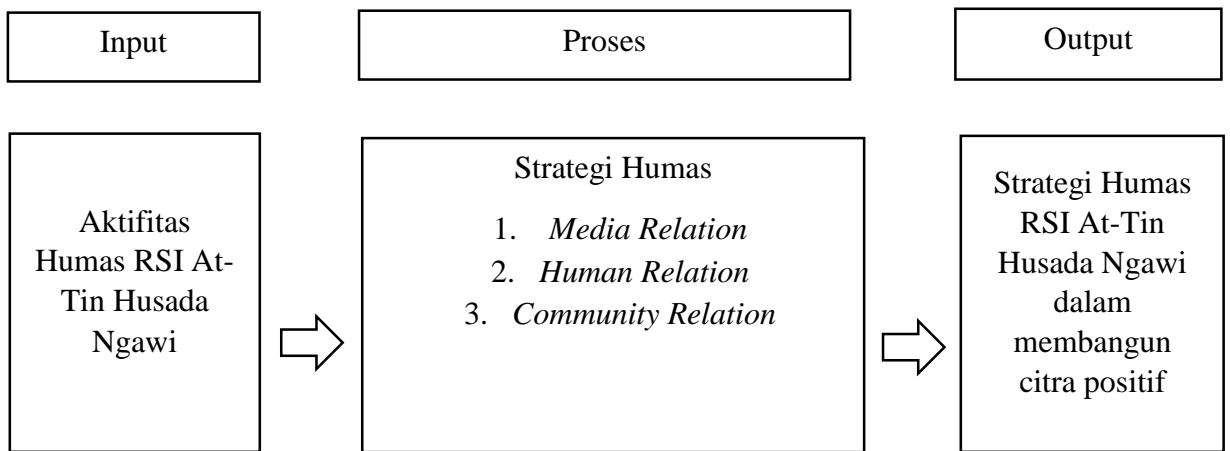 Input
Proses
Output
Aktifitas
Humas RSI At-
Tin Husada
Ngawi
Strategi Humas
1. Media Relation
2. Human Relation
3. Community Relation
Strategi Humas
RSI At-Tin
Husada Ngawi
dalam
membangun
citra positif